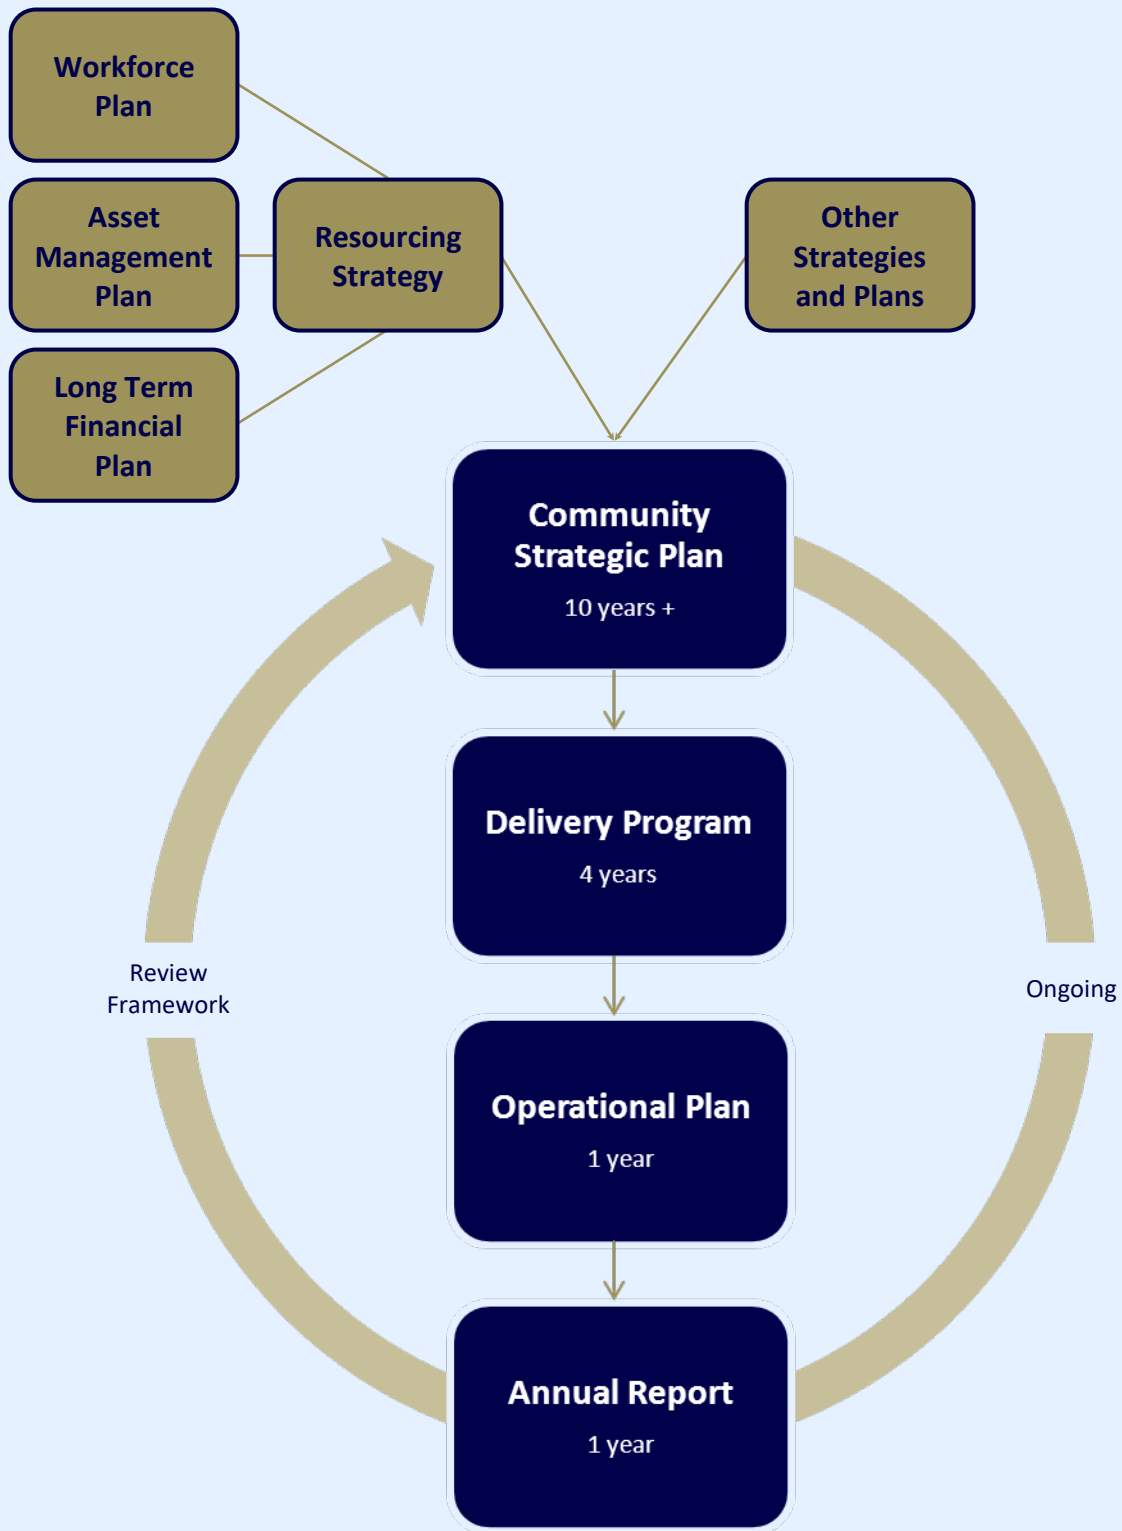 Workforce
Plan
Asset
Management
Plan
Resourcing
Strategy
Other
Strategies
and Plans
Long Term
Financial
Plan
Community
Strategic Plan
10 years +
Delivery Program
4 years
Review
Framework
Ongoing
Operational Plan
1 year
Annual Report
1 year